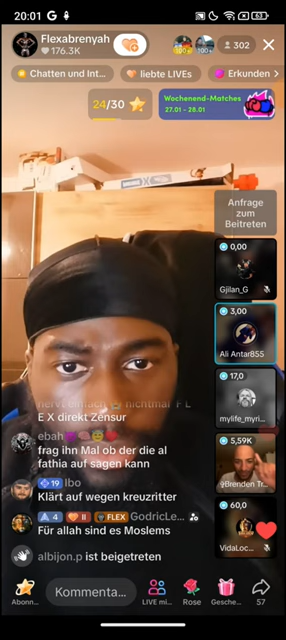 20:01
63
Flexabrenyah
176.3K
100+
100+
302
Chatten und Int...
liebte LIVEs
Erkunden
24/30
Wochenend-Matches
27.01 - 28.01
Anfrage
zum
Beitreten
0,00
Gjilan_G
3,00
Ali Antar855
17,0
mylife_myri...
5,59K
Brenden Tr...
60,0
VidaLoc...
E X direkt Zensur
ebah
frag ihn Mal ob der die al
fathia auf sagen kann
19 Ibo
Klärt auf wegen kreuzritter
4 II FLEX GodricLe...
Für allah sind es Moslems
albijon.p ist beigetreten
Abonn...
Kommenta...
LIVE mi...
Rose
Gesche...
57